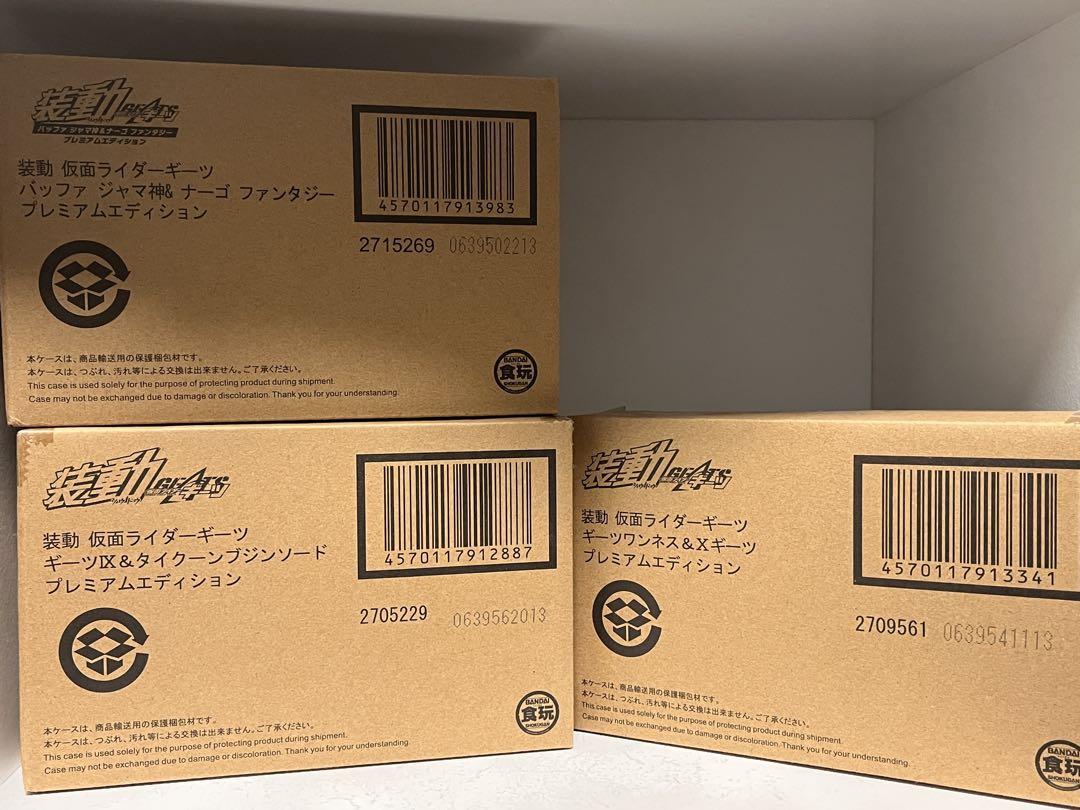 装動 GEATS
バッファ ジャマ神&ナーゴ ファンタジー
プレミアムエディション
装動 仮面ライダーギーツ
バッファ ジャマ神& ナーゴ ファンタジー
プレミアムエディション
4570117913983
2715269 0639502213
本ケースは、商品輸送用の保護梱包材です。
本ケースは、つぶれ、汚れ等による交換は出来ません。ご了承ください。
This case is used solely for the purpose of protecting product during shipment.
Case may not be exchanged due to damage or discoloration. Thank you for your understanding.
BANDAI
食玩
SHOKUGAN
装動 GEATS
装動 仮面ライダーギーツ
ギーツⅨ&タイクーンブジンソード
プレミアムエディション
4570117912887
2705229 0639562013
本ケースは、商品輸送用の保護梱包材です。
本ケースは、つぶれ、汚れ等による交換は出来ません。ご了承ください。
This case is used solely for the purpose of protecting product during shipment.
Case may not be exchanged due to damage or discoloration. Thank you for your understanding.
BANDAI
食玩
SHOKUGAN
装動 GEATS
装動 仮面ライダーギーツ
ギーツワンネス&Xギーツ
プレミアムエディション
4570117913341
2709561 0639541113
本ケースは、商品輸送用の保護梱包材です。
本ケースは、つぶれ、汚れ等による交換は出来ません。ご了承ください。
This case is used solely for the purpose of protecting product during shipment.
Case may not be exchanged due to damage or discoloration. Thank you for your understanding.
BANDAI
食玩
SHOKUGAN